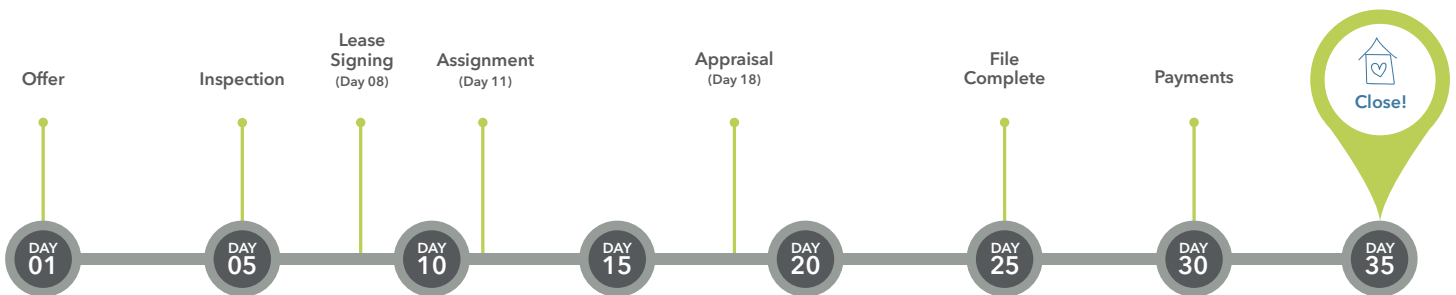 Offer
Inspection
Lease
Signing
(Day 08)
Assignment
(Day 11)
Appraisal
(Day 18)
File
Complete
Payments
Close!
DAY
01
DAY
05
DAY
10
DAY
15
DAY
20
DAY
25
DAY
30
DAY
35